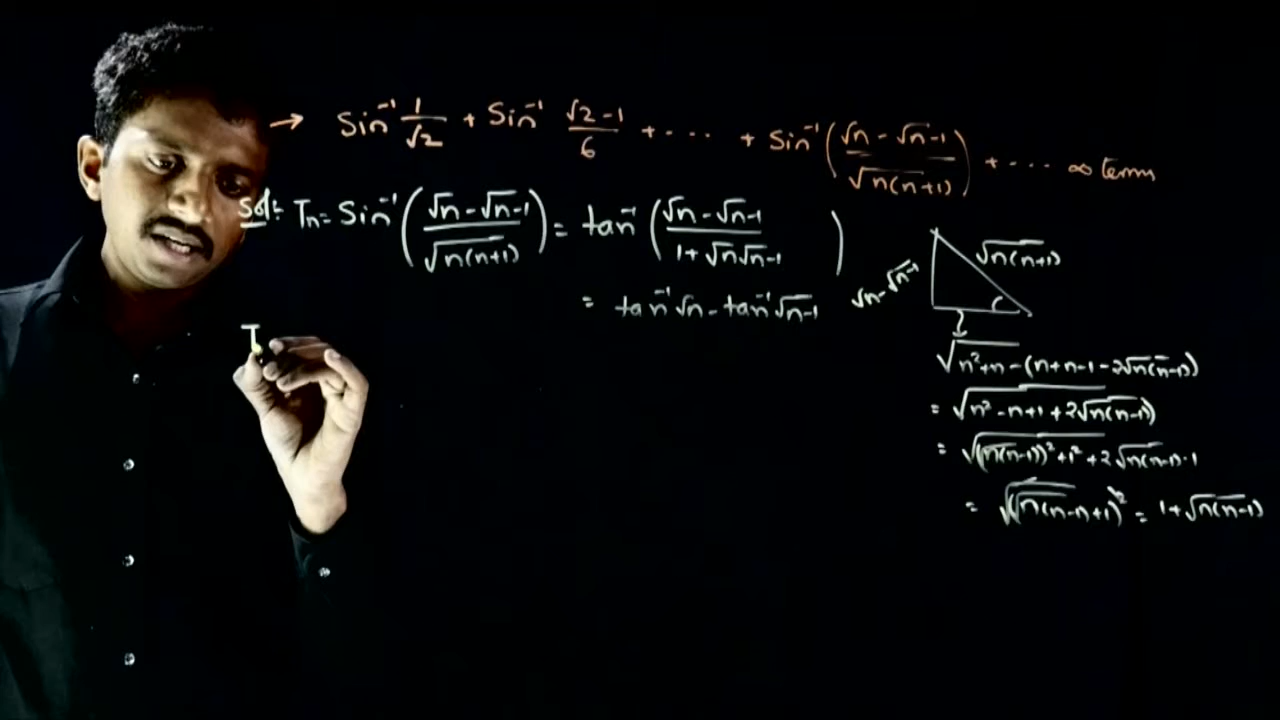 → Sin⁻¹ 1/√2 + Sin⁻¹ (√2 - 1)/6 + ··· + Sin⁻¹ ((√n - √n-1)/√n(n+1)) + ··· ∞ terms
Sol:- Tn = Sin⁻¹ ((√n - √n-1)/√n(n+1)) = tan⁻¹ ((√n - √n-1)/(1 + √n√n-1))
= tan⁻¹ √n - tan⁻¹ √n-1
T
√n(n+1)
√n - √n-1
√n²+n - (n+n-1 - 2√n(n-1))
= √n² - n+1 + 2√n(n-1)
= √(√n(n-1))² + 1² + 2√n(n-1)·1
= √(√n(n-n+1)² = 1+√n(n-1)